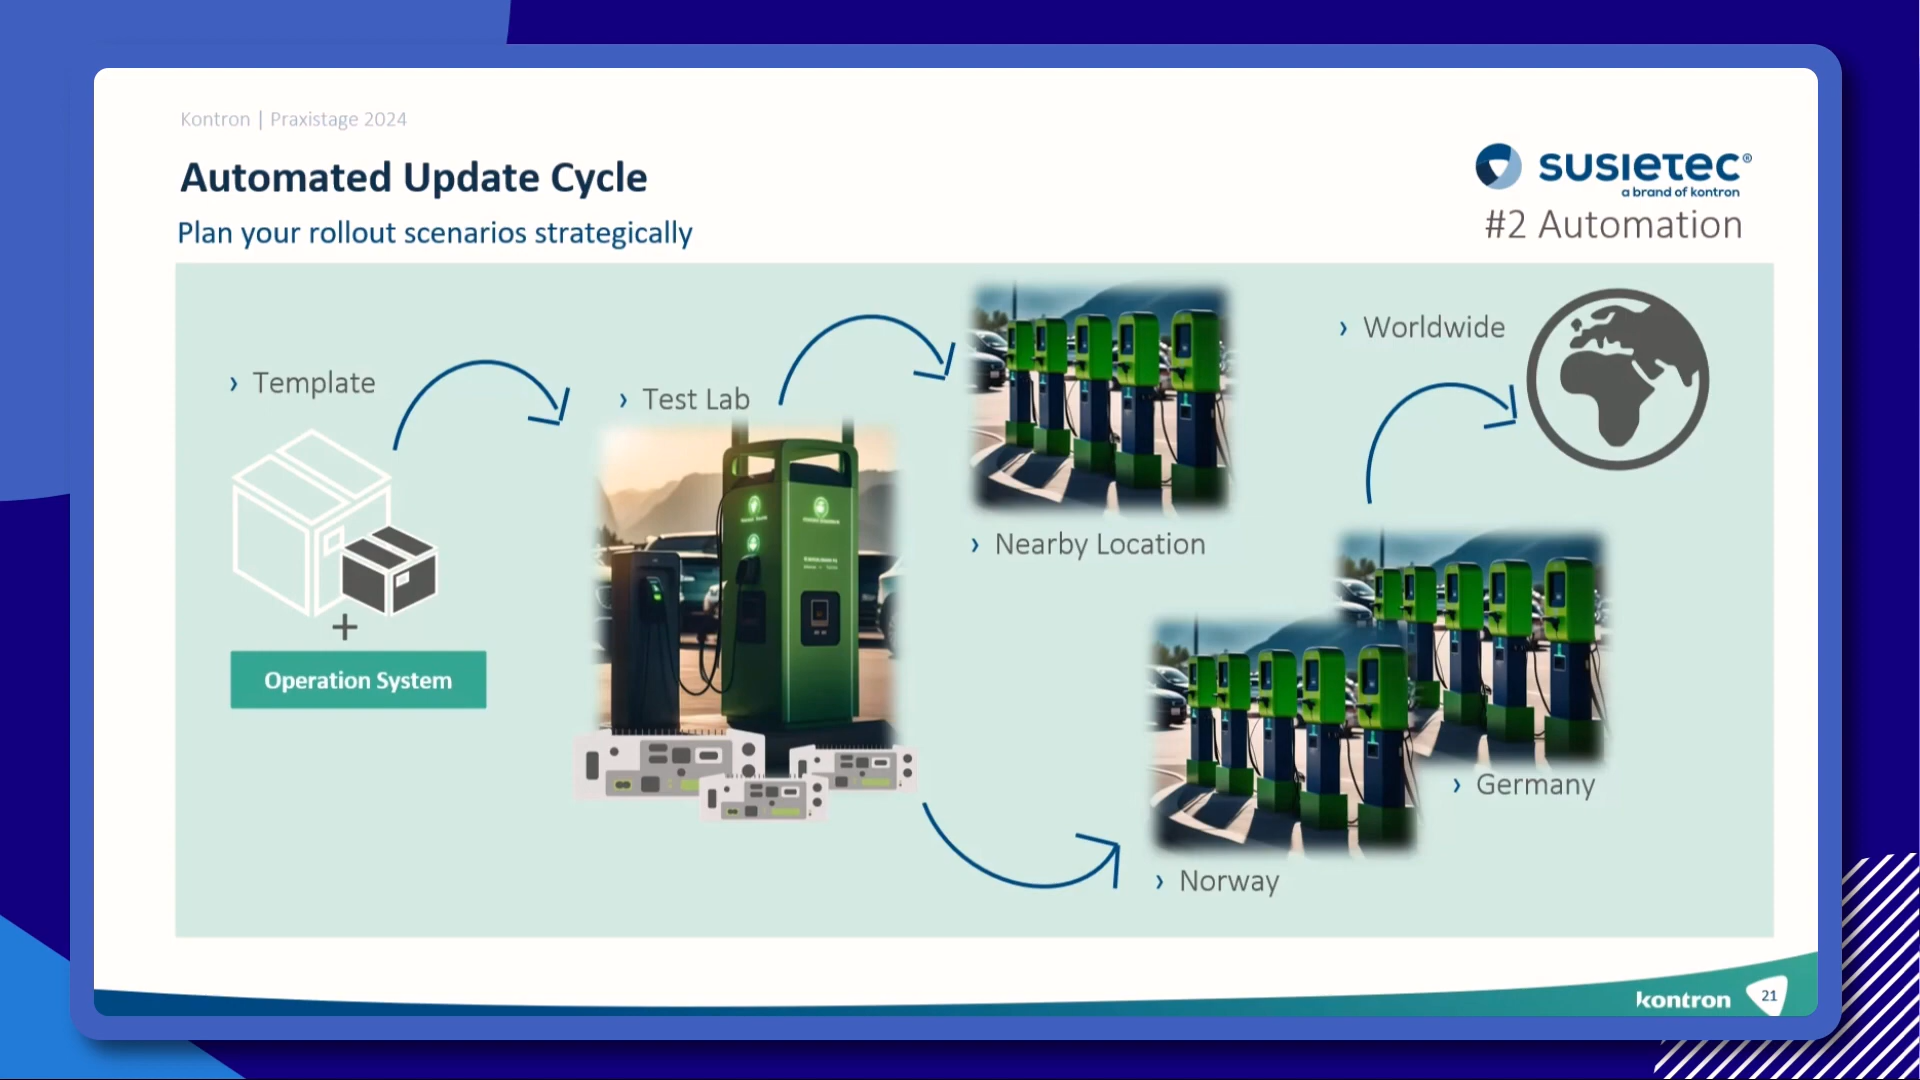 Kontron | Praxistage 2024
Automated Update Cycle
Plan your rollout scenarios strategically
susietec®
a brand of kontron
#2 Automation
› Template
+
Operation System
› Test Lab
› Nearby Location
› Worldwide
› Germany
› Norway
kontron
21